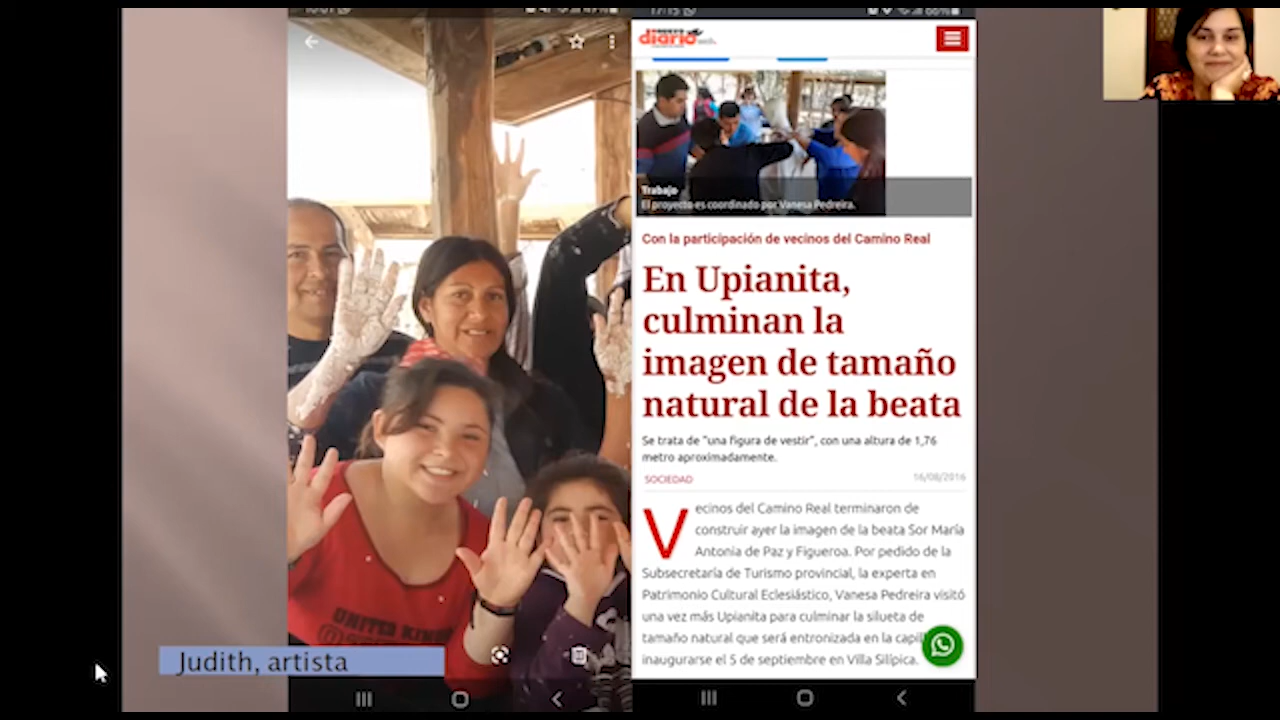 17:15
nuevo
diario
Trabajo
El proyecto es coordinado por Vanesa Pedreira.
Con la participación de vecinos del Camino Real
En Upianita,
culminan la
imagen de tamaño
natural de la beata
Se trata de "una figura de vestir", con una altura de 1,76
metro aproximadamente.
SOCIEDAD
16/08/2016
Vecinos del Camino Real terminaron de
construir ayer la imagen de la beata Sor María
Antonia de Paz y Figueroa. Por pedido de la
Subsecretaría de Turismo provincial, la experta en
Patrimonio Cultural Eclesiástico, Vanesa Pedreira visitó
una vez más Upianita para culminar la silueta de
tamaño natural que será entronizada en la capil
inaugurarse el 5 de septiembre en Villa Silípica.
UNITED KIN
Judith, artista